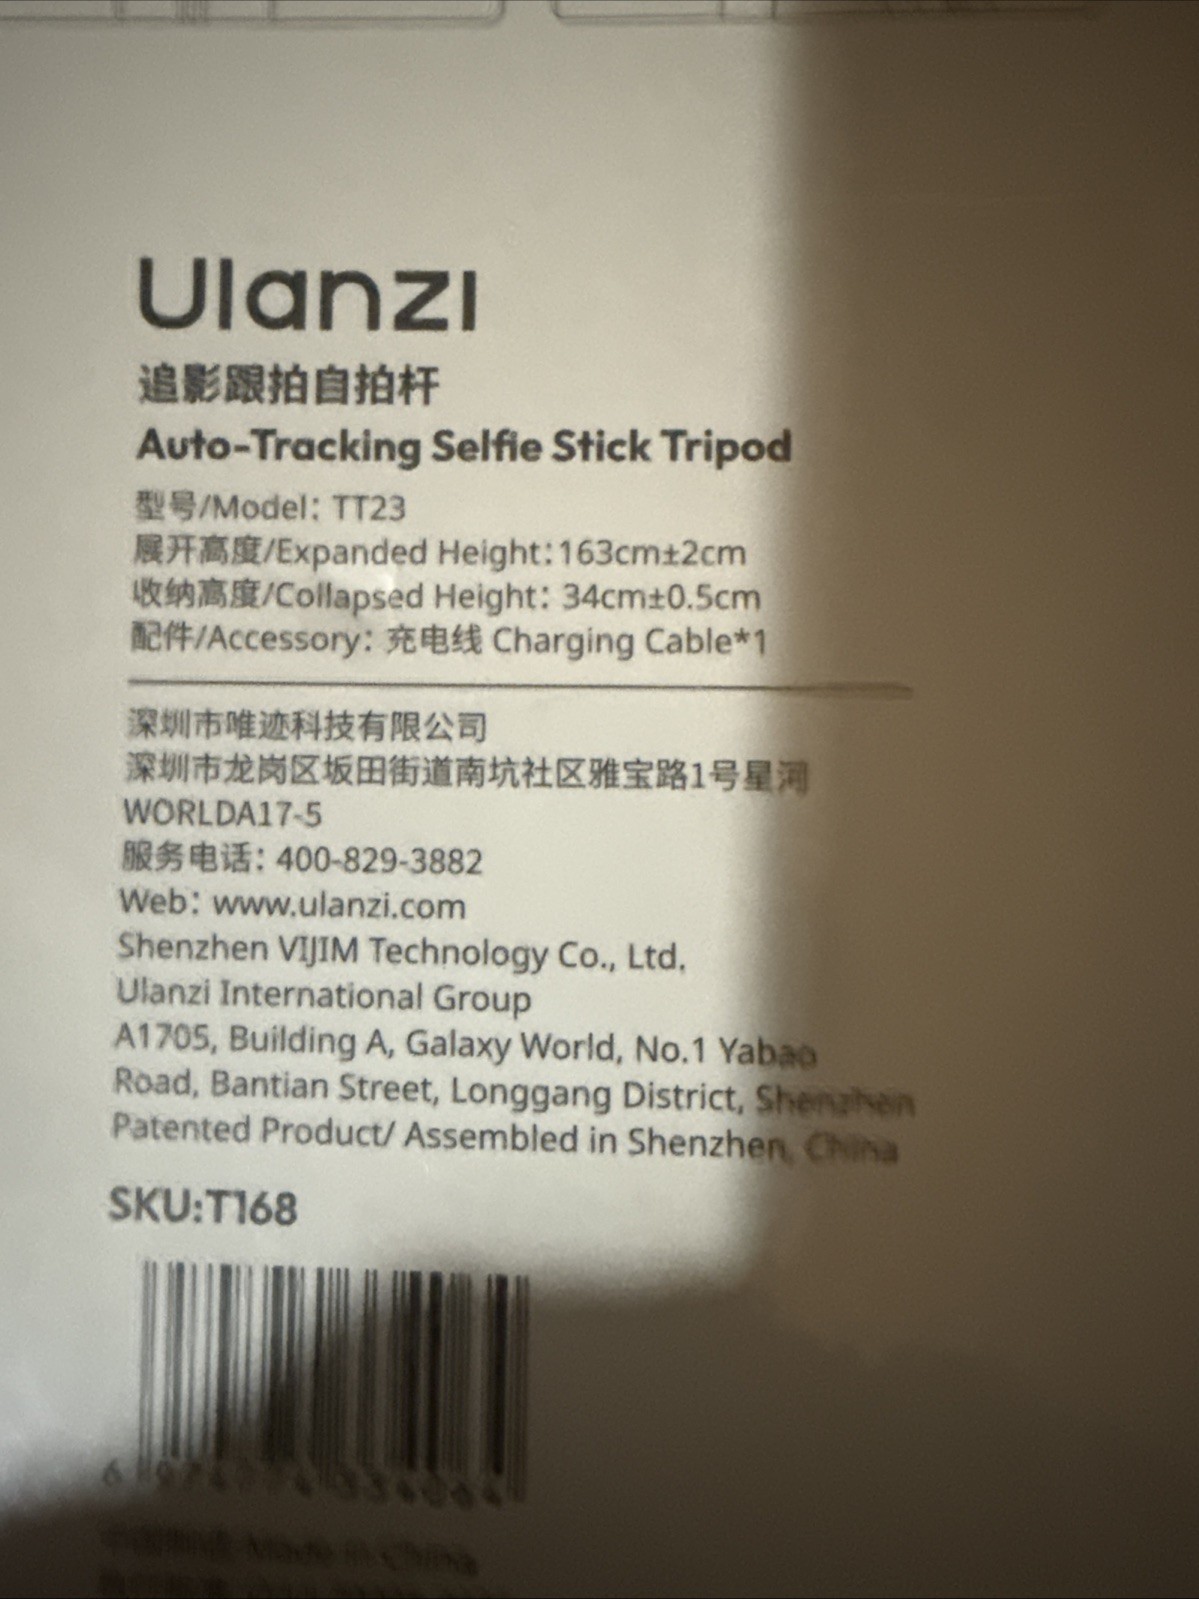 Ulanzi
追影跟拍自拍杆
Auto-Tracking Selfie Stick Tripod
型号/Model: TT23
展开高度/Expanded Height:163cm±2cm
收纳高度/Collapsed Height: 34cm±0.5cm
配件/Accessory: 充电线 Charging Cable*1
深圳市唯迹科技有限公司
深圳市龙岗区坂田街道南坑社区雅宝路1号星河
WORLDA17-5
服务电话: 400-829-3882
Web: www.ulanzi.com
Shenzhen VIJIM Technology Co., Ltd.
Ulanzi International Group
A1705, Building A, Galaxy World, No.1 Yabao
Road, Bantian Street, Longgang District, Shenzhen
Patented Product/ Assembled in Shenzhen, China
SKU:T168
Made in China